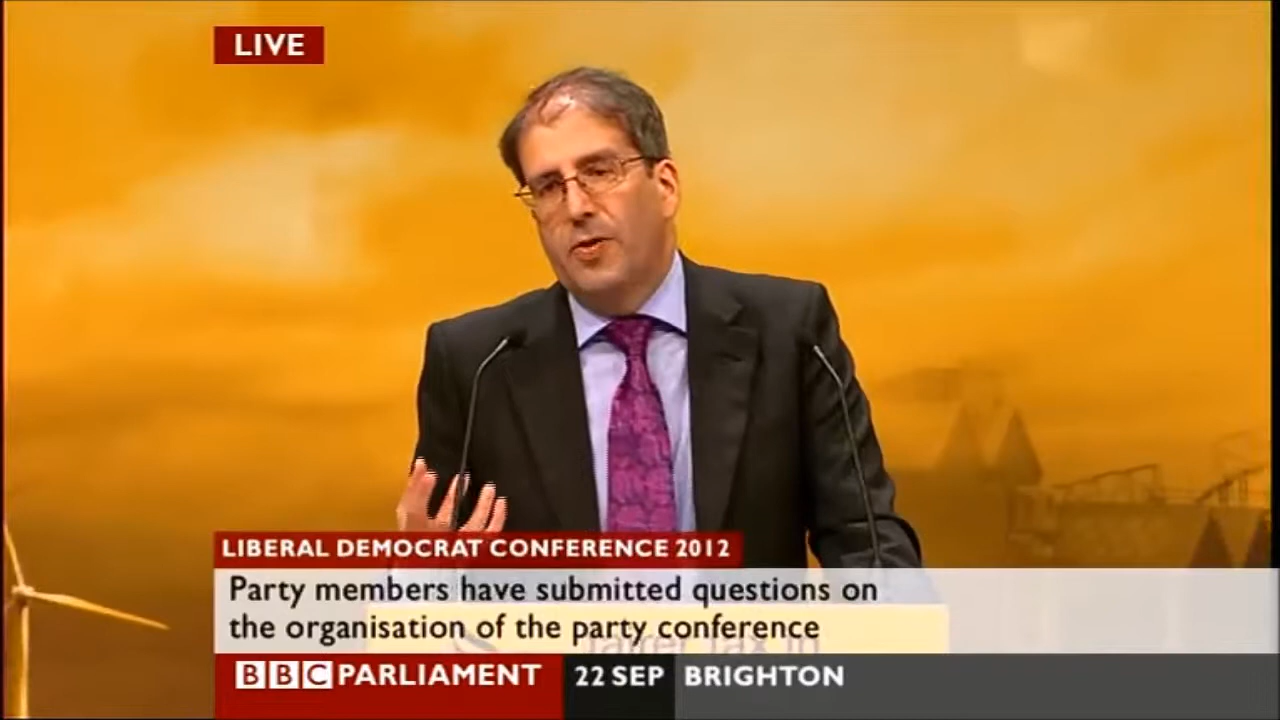 LIVE
LIBERAL DEMOCRAT CONFERENCE 2012
Party members have submitted questions on
the organisation of the party conference
BBC PARLIAMENT 22 SEP BRIGHTON